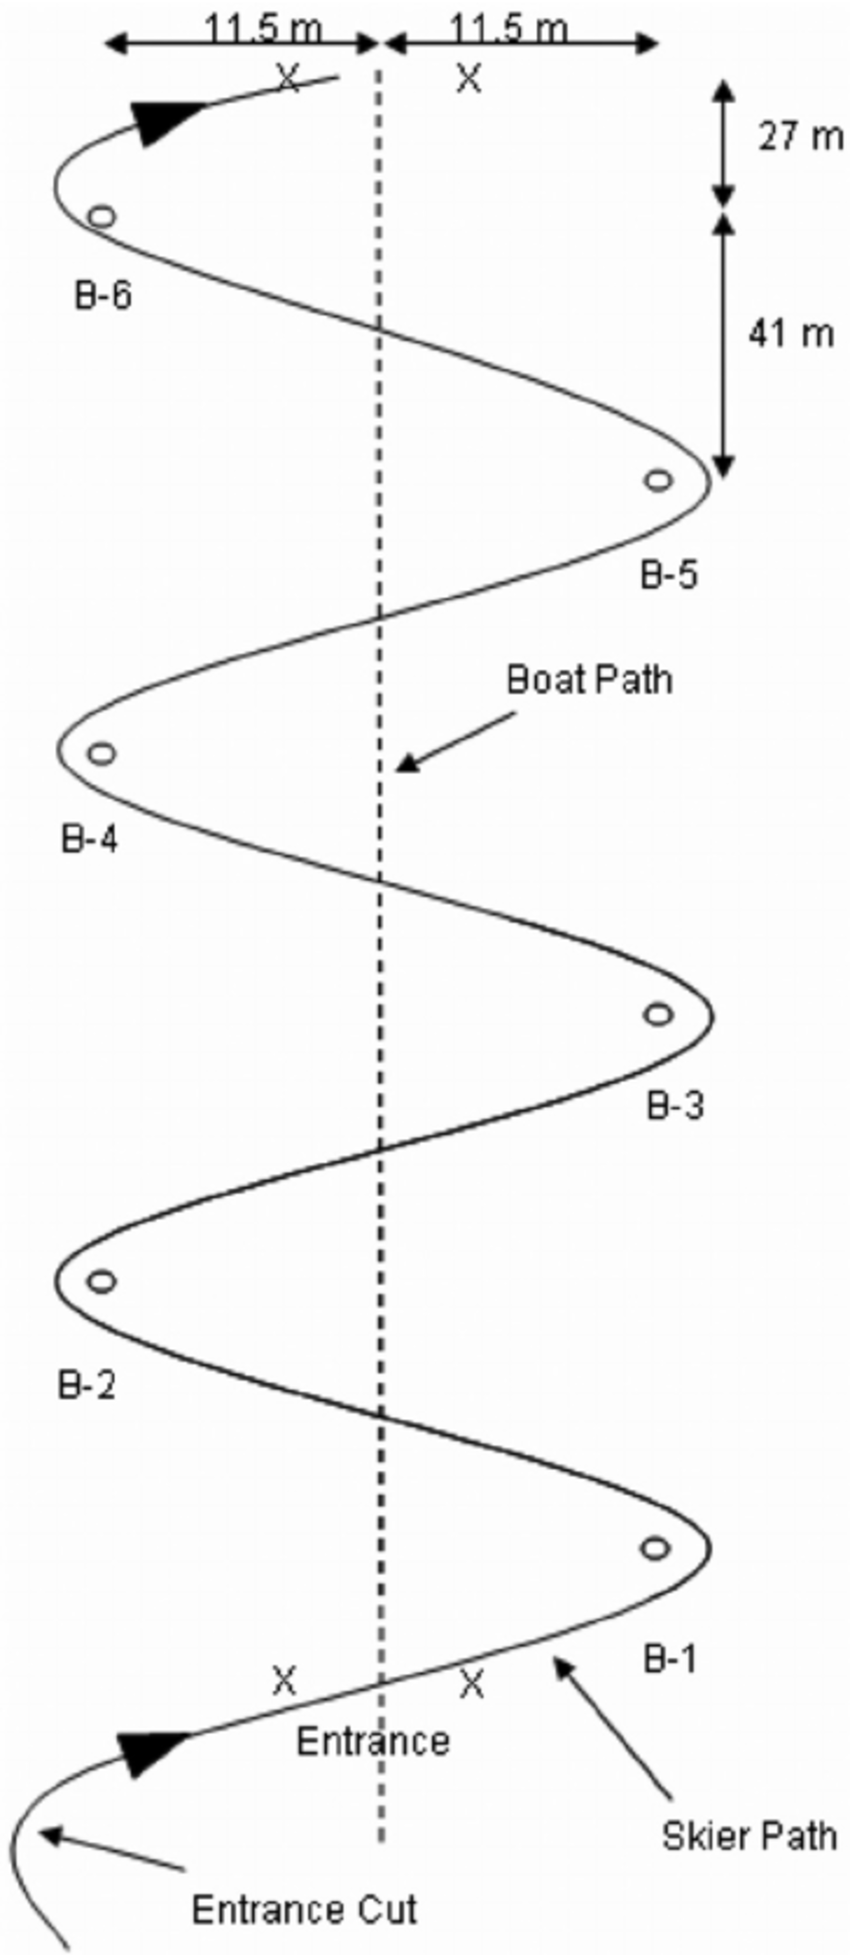 11.5 m 11.5 m
X X
27 m
B-6
41 m
B-5
Boat Path
B-4
B-3
B-2
B-1
X X
Entrance
Skier Path
Entrance Cut